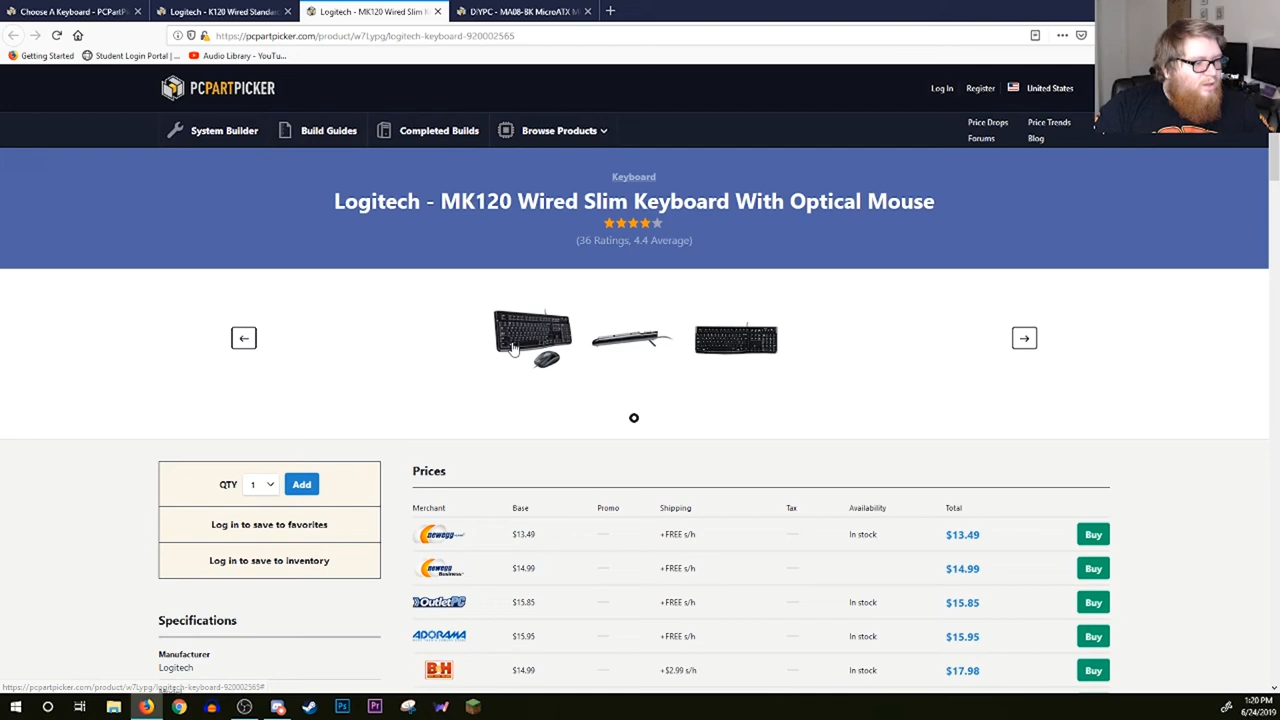 Choose A Keyboard - PCPartPi
Logitech - K120 Wired Standar
Logitech - MK120 Wired Slim K
DIYPC - MA08-BK MicroATX M
https://pcpartpicker.com/product/w7Lypg/logitech-keyboard-920002565
Getting Started
Student Login Portal | ...
Audio Library - YouTu...
PCPARTPICKER
Log In
Register
United States
System Builder
Build Guides
Completed Builds
Browse Products
Price Drops
Price Trends
Forums
Blog
Keyboard
Logitech - MK120 Wired Slim Keyboard With Optical Mouse
(36 Ratings, 4.4 Average)
QTY 1 Add
Log in to save to favorites
Log in to save to inventory
Specifications
Manufacturer
Logitech
Prices
Merchant Base Promo Shipping Tax Availability Total
newegg.com $13.49 — +FREE s/h — In stock $13.49 Buy
newegg Business $14.99 — +FREE s/h — In stock $14.99 Buy
OutletPC $15.85 — +FREE s/h — In stock $15.85 Buy
ADORAMA $15.95 — +FREE s/h — In stock $15.95 Buy
B&H $14.99 — +$2.99 s/h — In stock $17.98 Buy
https://pcpartpicker.com/product/w7Lypg/logitech-keyboard-920002565#
Ps
Pr
1:20 PM
6/24/2019